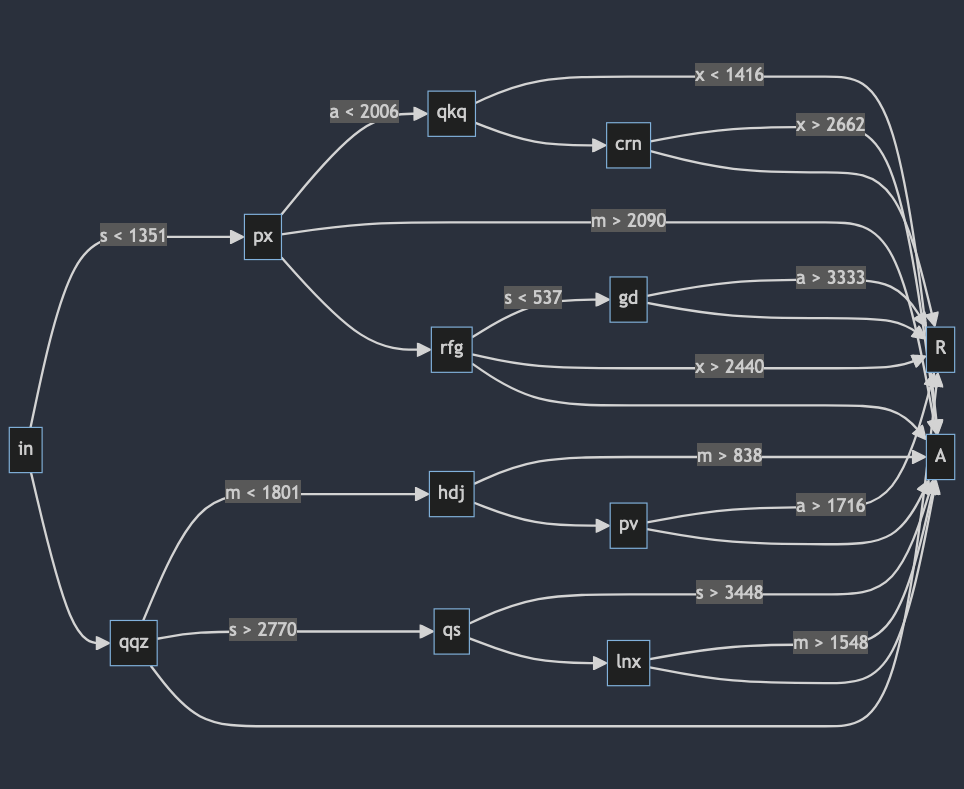 x < 1416
a < 2006
qkq
x > 2662
crn
m > 2090
s < 1351
px
a > 3333
s < 537
gd
rfg
R
x > 2440
in
m > 838
A
m < 1801
hdj
a > 1716
pv
s > 3448
s > 2770
qs
qqz
m > 1548
lnx